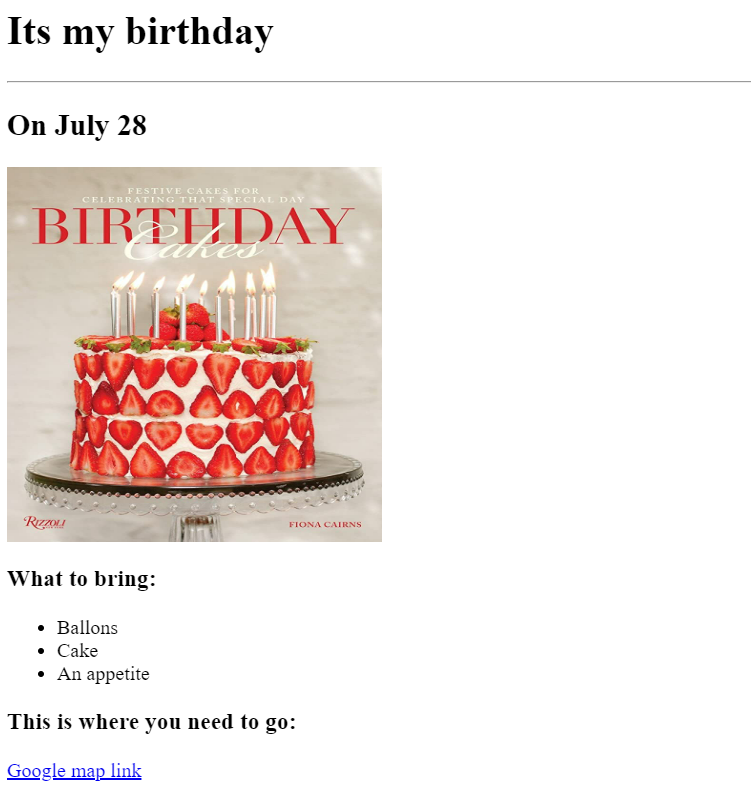 Its my birthday
On July 28
FESTIVE CAKES FOR
CELEBRATING THAT SPECIAL DAY
BIRTHDAY
Cakes
RIZZOLI
FIONA CAIRNS
What to bring:
Ballons
Cake
An appetite
This is where you need to go:
Google map link